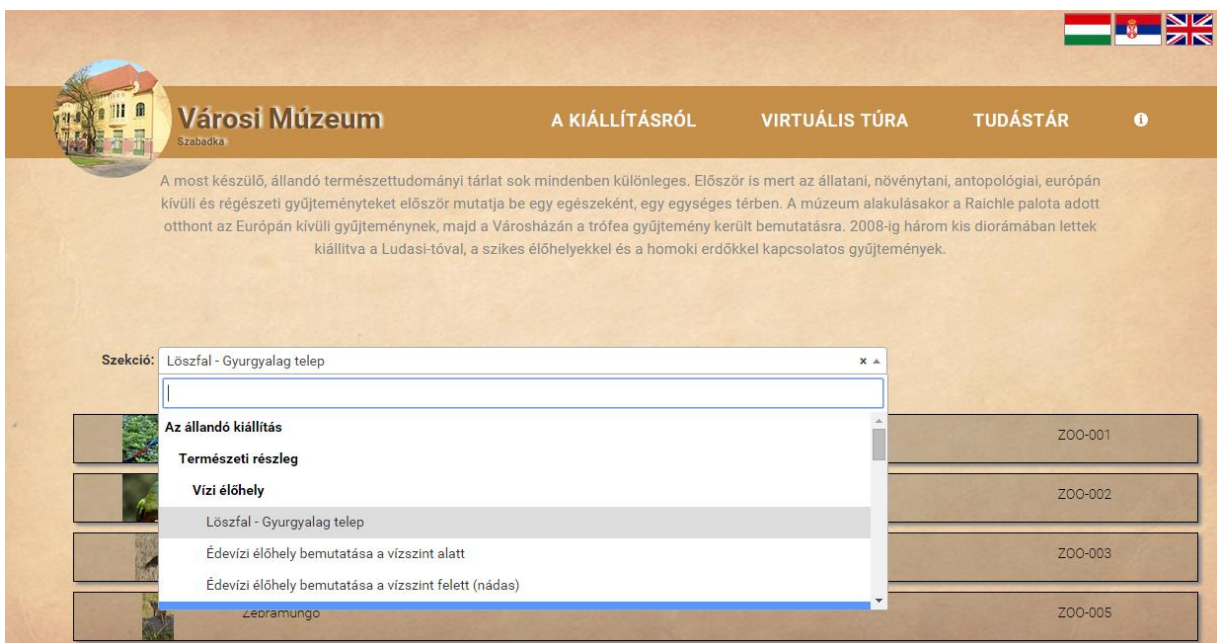 Városi Múzeum
Szabadka
A KIÁLLÍTÁSRÓL
VIRTUÁLIS TÚRA
TUDÁSTÁR
A most készülő, állandó természettudományi tárlat sok mindenben különleges. Először is mert az állatani, növénytani, antopológiai, európán
kívüli és régészeti gyűjteményteket először mutatja be egy egészeként, egy egységes térben. A múzeum alakulásakor a Raichle palota adott
otthont az Európán kívüli gyűjteménynek, majd a Városházán a trófea gyűjtemény került bemutatásra. 2008-ig három kis diorámában lettek
kiállítva a Ludasi-tóval, a szikes élőhelyekkel és a homoki erdőkkel kapcsolatos gyűjtemények.
Szekció:
Löszfal - Gyurgyalag telep
Az állandó kiállítás
ZOO-001
Természeti részleg
Vízi élőhely
ZOO-002
Löszfal - Gyurgyalag telep
Édevízi élőhely bemutatása a vízszint alatt
ZOO-003
Édevízi élőhely bemutatása a vízszint felett (nádas)
Zebramungó
ZOO-005